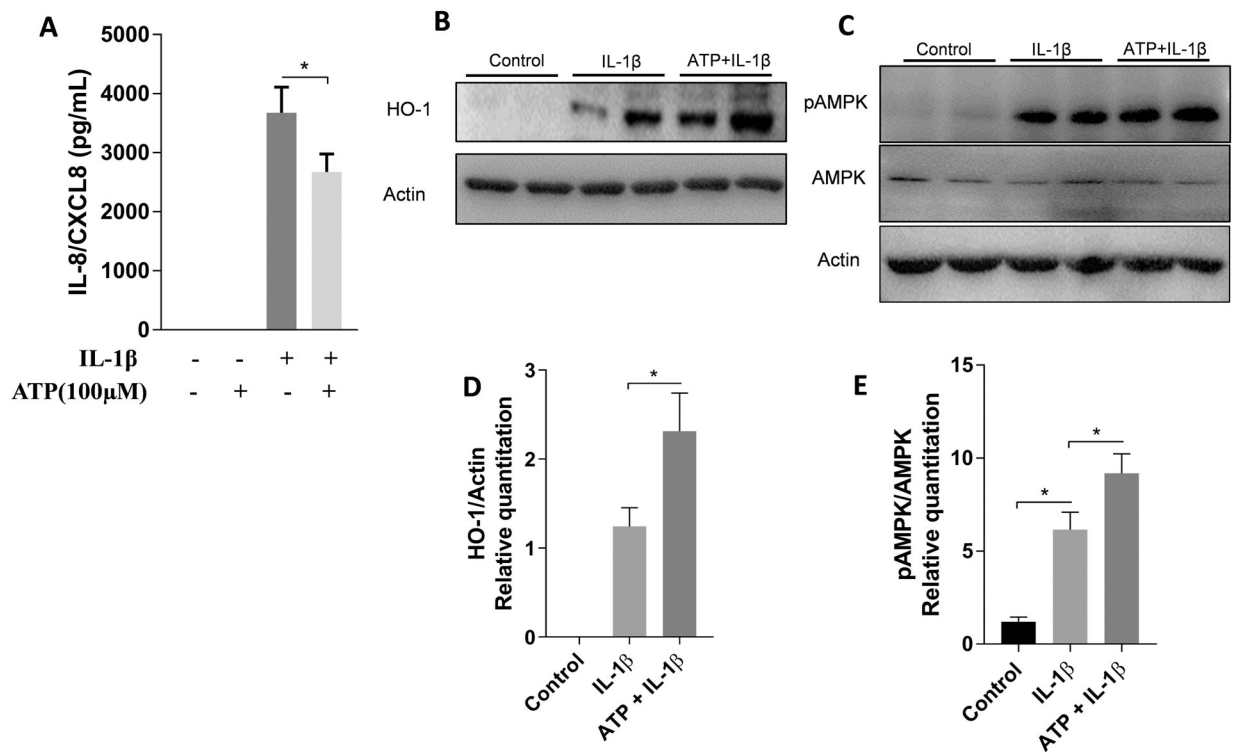 A
5000
4000
3000
2000
1000
0
IL-8/CXCL8 (pg/mL)
*
IL-1β - - + +
ATP(100μM) - + - +
B
Control IL-1β ATP+IL-1β
HO-1
Actin
C
Control IL-1β ATP+IL-1β
pAMPK
AMPK
Actin
D
3
2
1
0
HO-1/Actin
Relative quantitation
*
Control
IL-1β
ATP + IL-1β
E
15
10
5
0
pAMPK/AMPK
Relative quantitation
*
*
Control
IL-1β
ATP + IL-1β